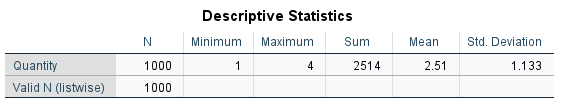 Descriptive Statistics
N Minimum Maximum Sum Mean Std. Deviation
Quantity 1000 1 4 2514 2.51 1.133
Valid N (listwise) 1000